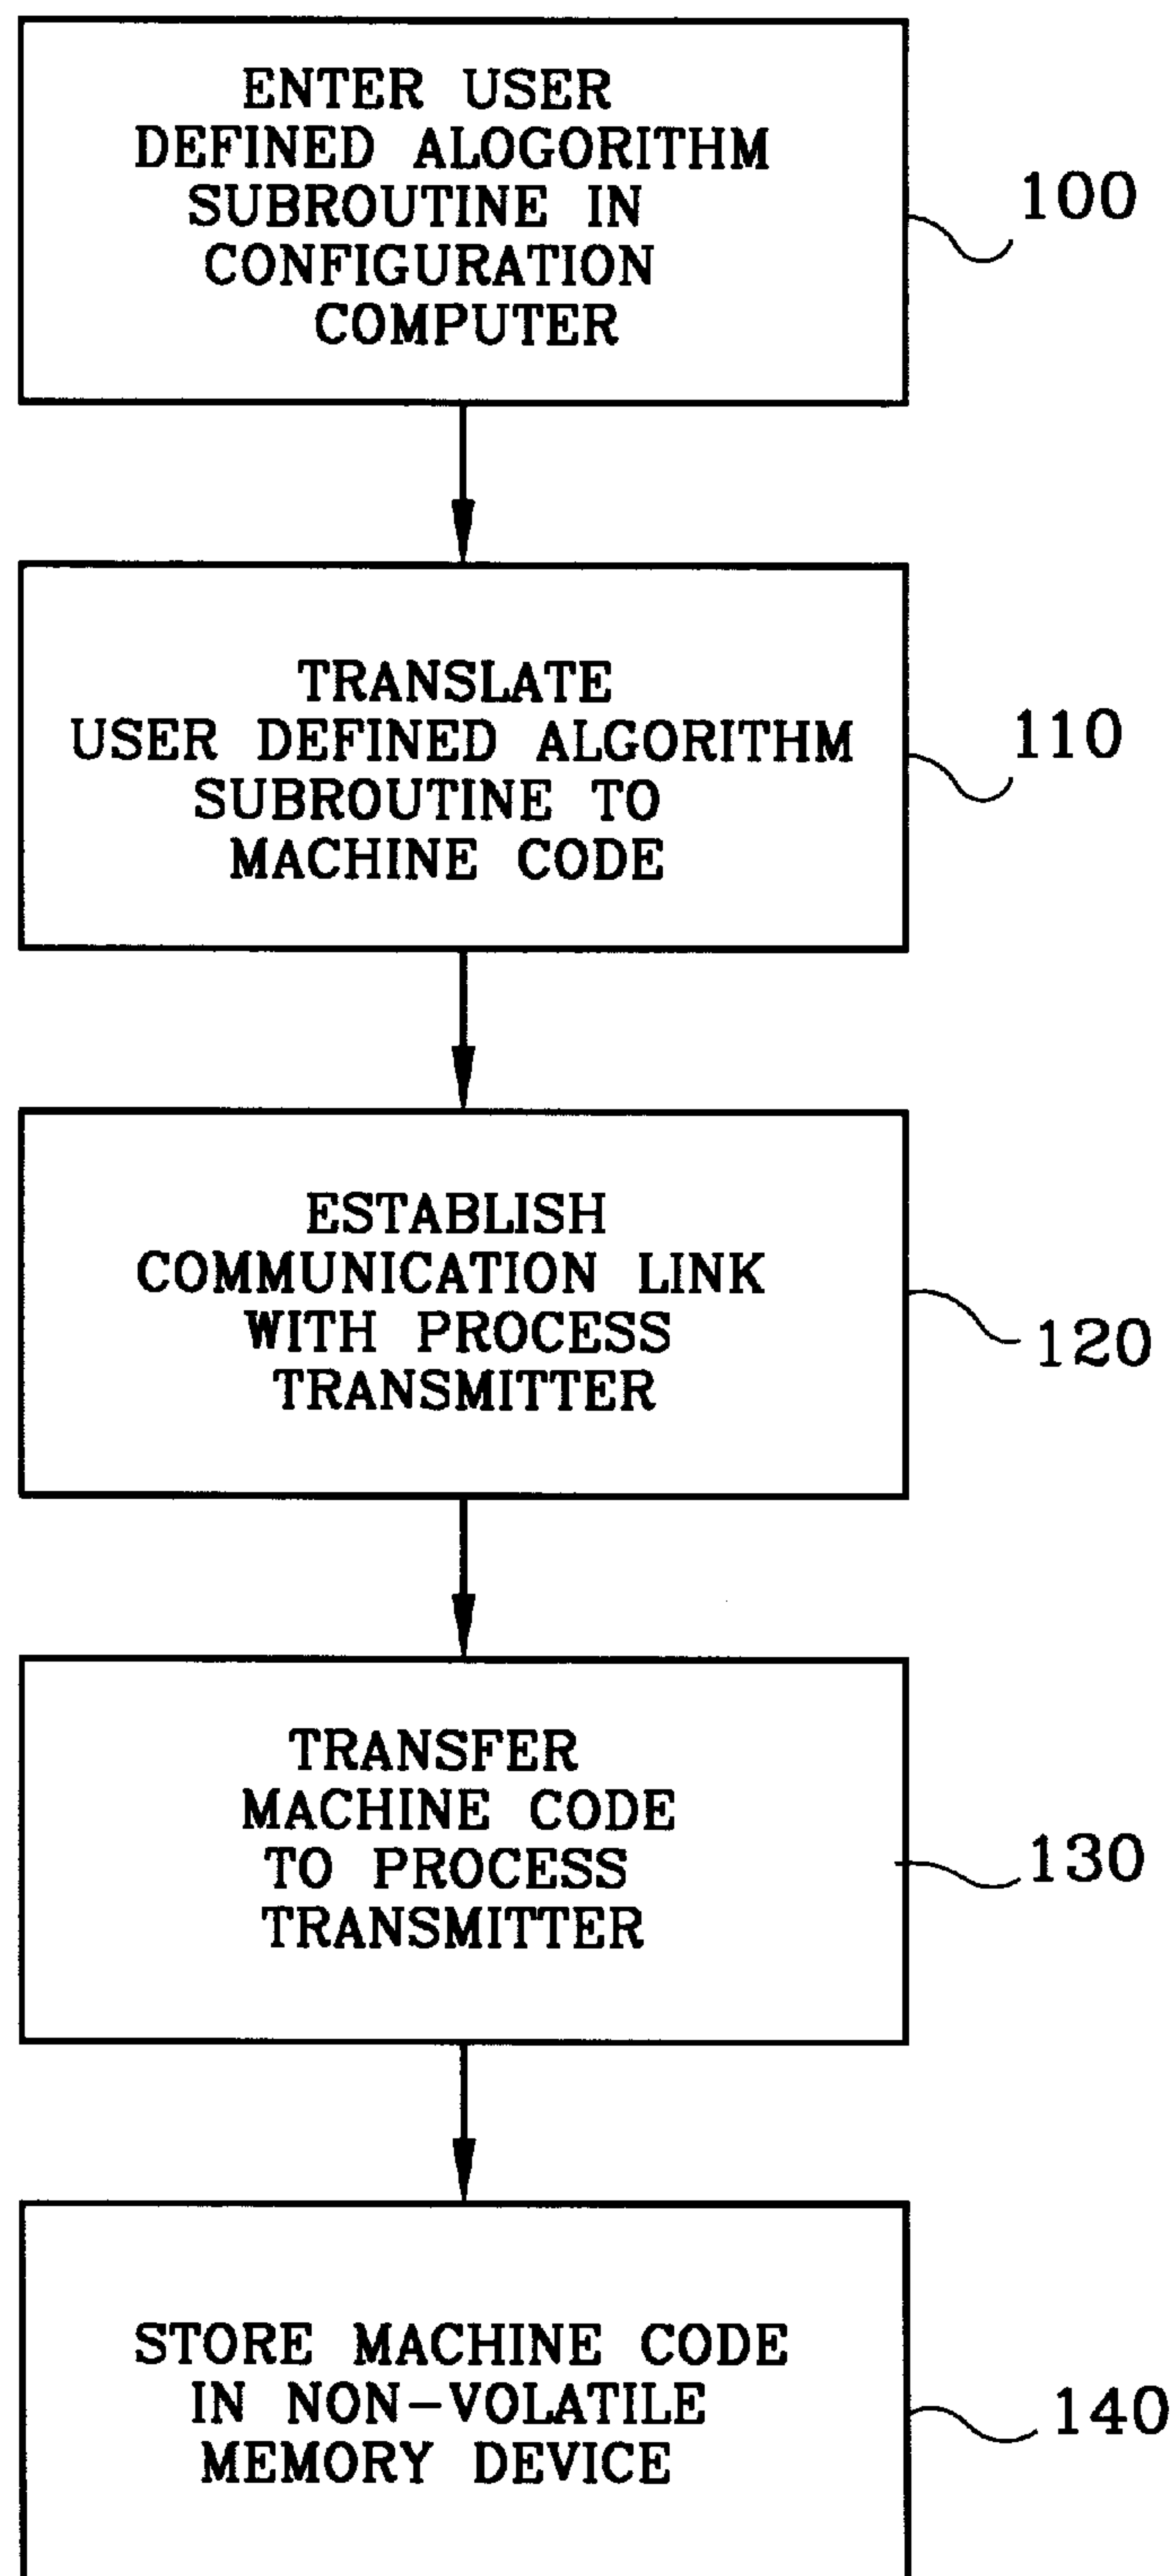 ENTER USER
DEFINED ALOGORITHM
SUBROUTINE IN
CONFIGURATION
COMPUTER
100
TRANSLATE
USER DEFINED ALGORITHM
SUBROUTINE TO
MACHINE CODE
110
ESTABLISH
COMMUNICATION LINK
WITH PROCESS
TRANSMITTER
120
TRANSFER
MACHINE CODE
TO PROCESS
TRANSMITTER
130
STORE MACHINE CODE
IN NON-VOLATILE
MEMORY DEVICE
140